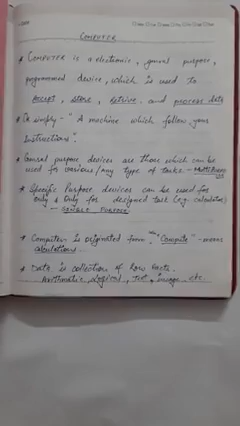 COMPUTER
* COMPUTER is a electronic, general purpose,
programmed device, which is used to
Accept, store, Retrive, and process data
* Or simply - "A machine which follow your
Instructions".
* General purpose devices are those which can be
used for various/any type of tasks. -
* Specific Purpose devices can be used for
only & only for designed task (e.g. calculator)
- SINGLE PURPOSE
* Computer is originated from "Compute" - means
calculations.
* Data is collection of Raw facts.
Arithmatic, logical, Text, image etc.